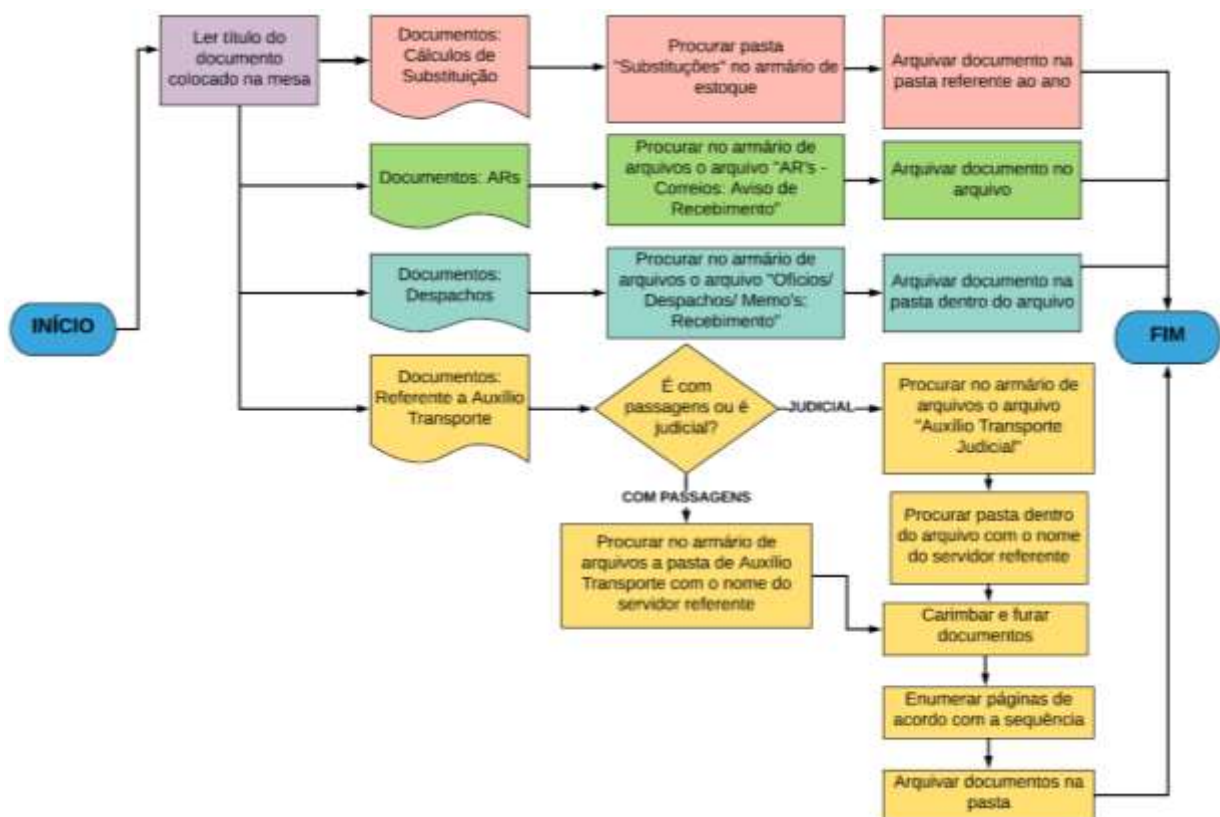 Ler título do
documento
colocado na mesa
Documentos:
Cálculos de
Substituição
Procurar pasta
"Substituções" no armário de
estoque
Arquivar documento na
pasta referente ao ano
Documentos: ARs
Procurar no armário de
arquivos o arquivo "AR's -
Correios: Aviso de
Recebimento"
Arquivar documento no
arquivo
INÍCIO
Documentos:
Despachos
Procurar no armário de
arquivos o arquivo "Ofícios/
Despachos/ Memo's:
Recebimento"
Arquivar documento na
pasta dentro do arquivo
FIM
Documentos:
Referente a Auxílio
Transporte
É com
passagens ou é
judicial?
JUDICIAL
Procurar no armário de
arquivos o arquivo
"Auxílio Transporte
Judicial"
COM PASSAGENS
Procurar no armário de
arquivos a pasta de Auxílio
Transporte com o nome do
servidor referente
Procurar pasta dentro
do arquivo com o nome
do servidor referente
Carimbar e furar
documentos
Enumerar páginas de
acordo com a sequência
Arquivar documentos na
pasta